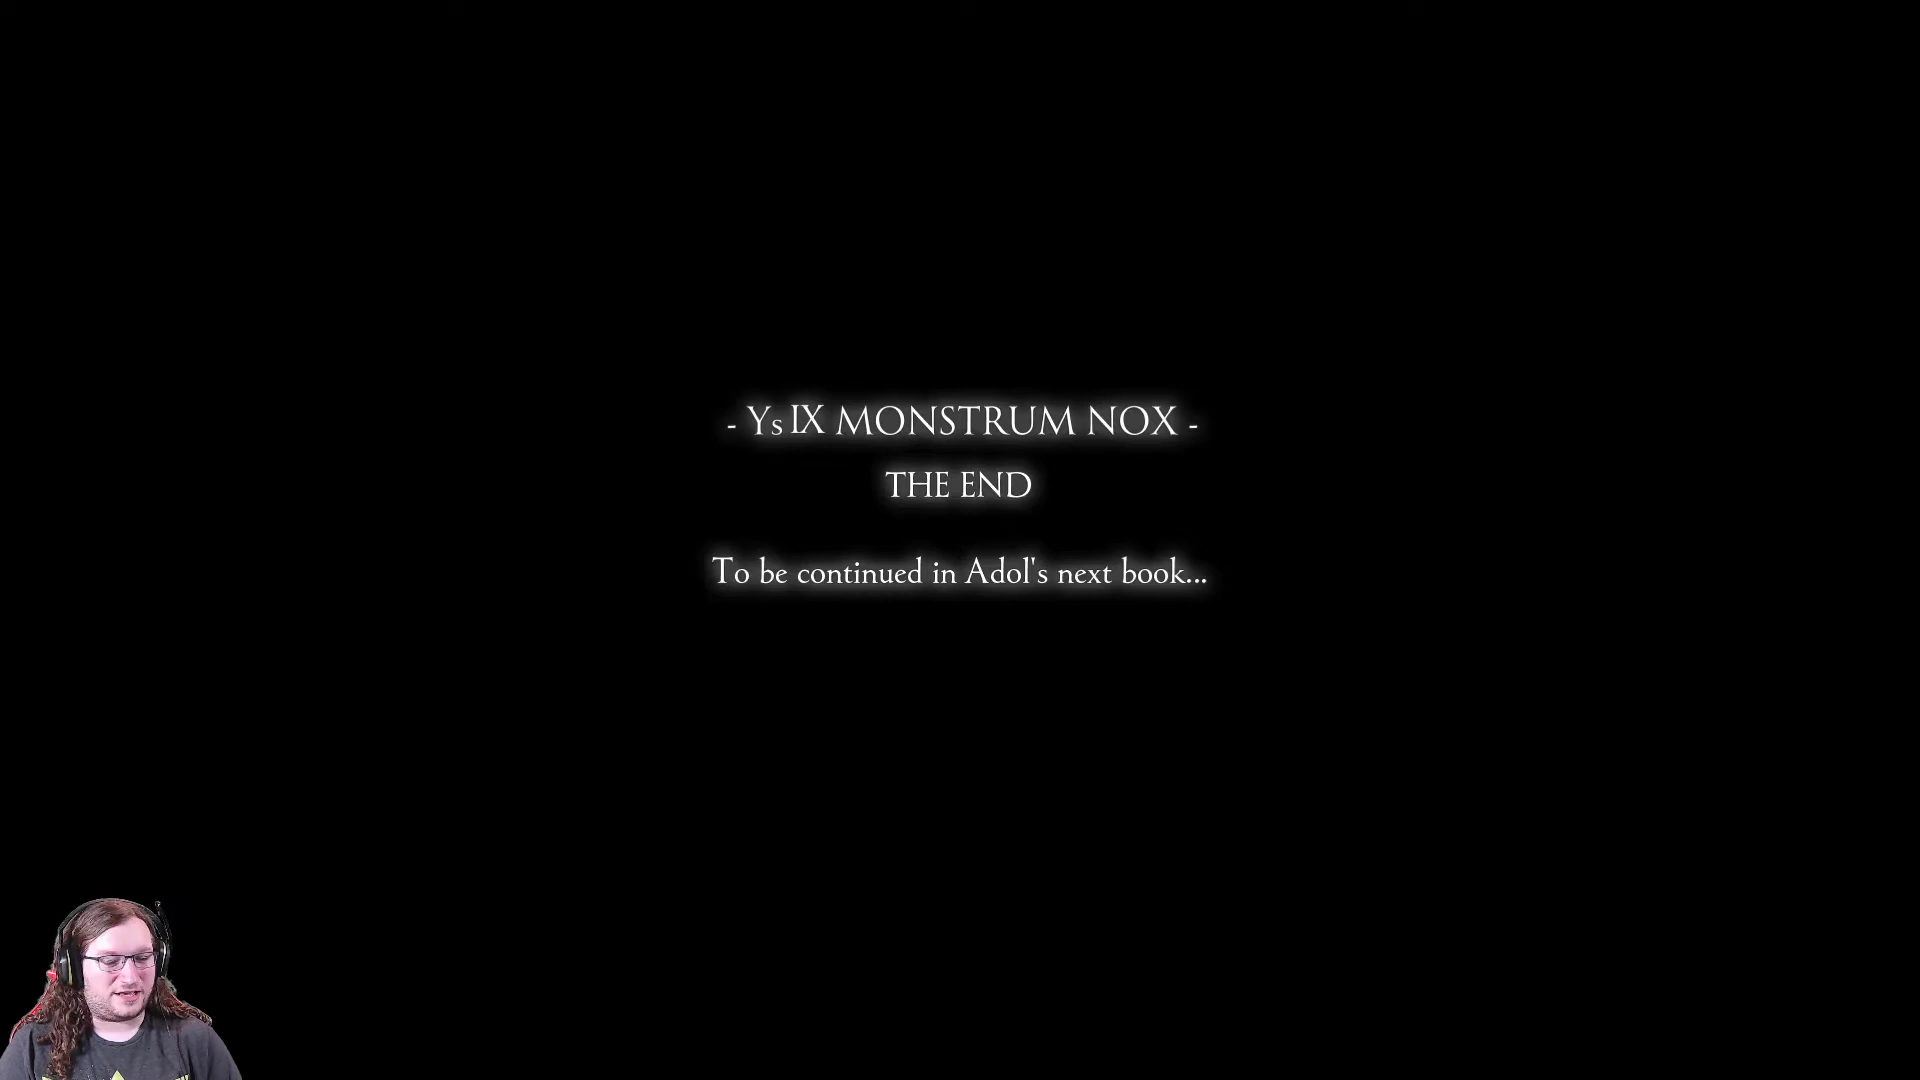 - Ys IX MONSTRUM NOX -
THE END
To be continued in Adol's next book...